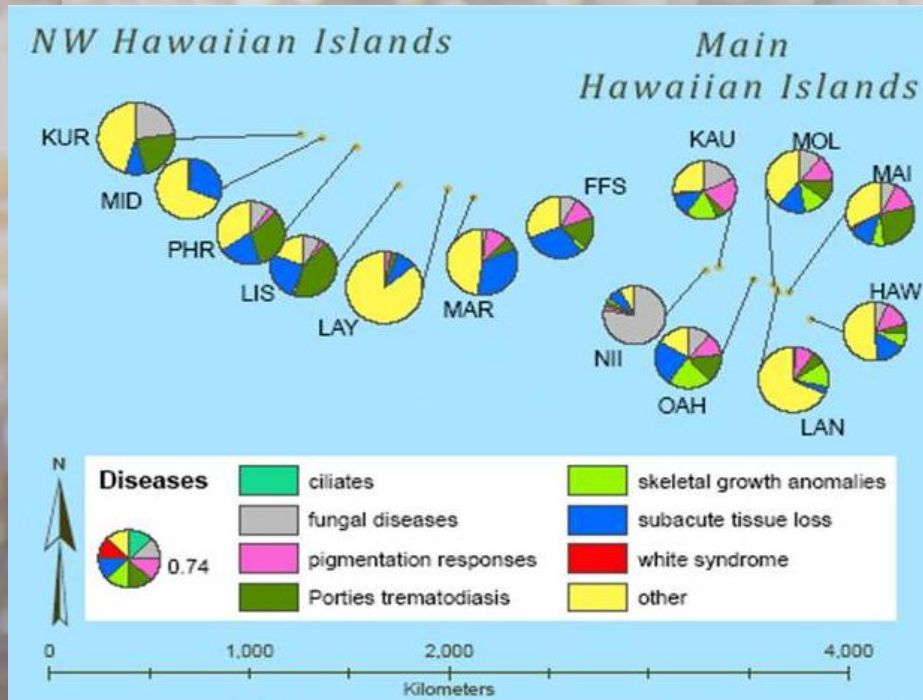 NW Hawaiian Islands
Main
Hawaiian Islands
KUR
MID
PHR
LIS
LAY
MAR
FFS
KAU
MOL
MAI
HAW
NII
OAH
LAN
N
Diseases
0.74
ciliates
fungal diseases
pigmentation responses
Porties trematodiasis
skeletal growth anomalies
subacute tissue loss
white syndrome
other
0
1,000
2,000
4,000
Kilometers